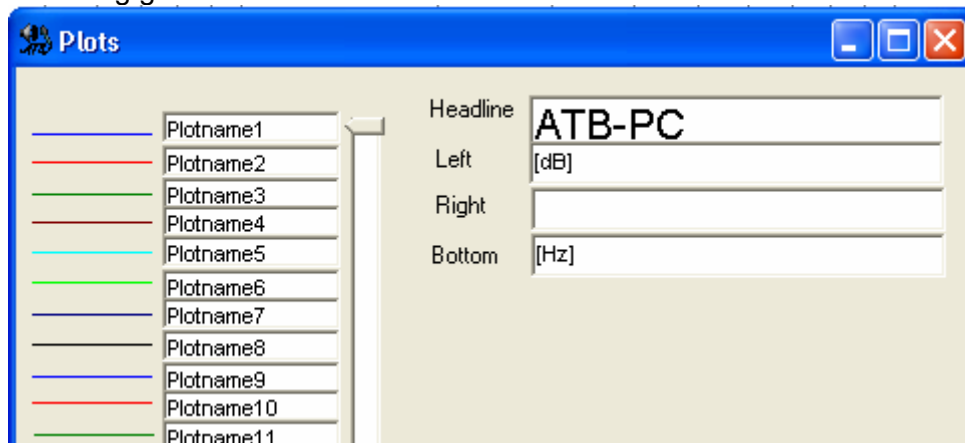 Plots
Plotname1
Plotname2
Plotname3
Plotname4
Plotname5
Plotname6
Plotname7
Plotname8
Plotname9
Plotname10
Plotname11
Headline ATB-PC
Left [dB]
Right
Bottom [Hz]